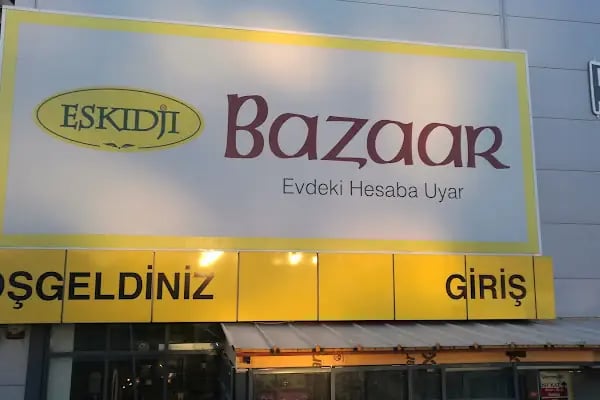 ESKIDJI
Bazaar
Evdeki Hesaba Uyar
OŞGELDİNİZ
GİRİŞ